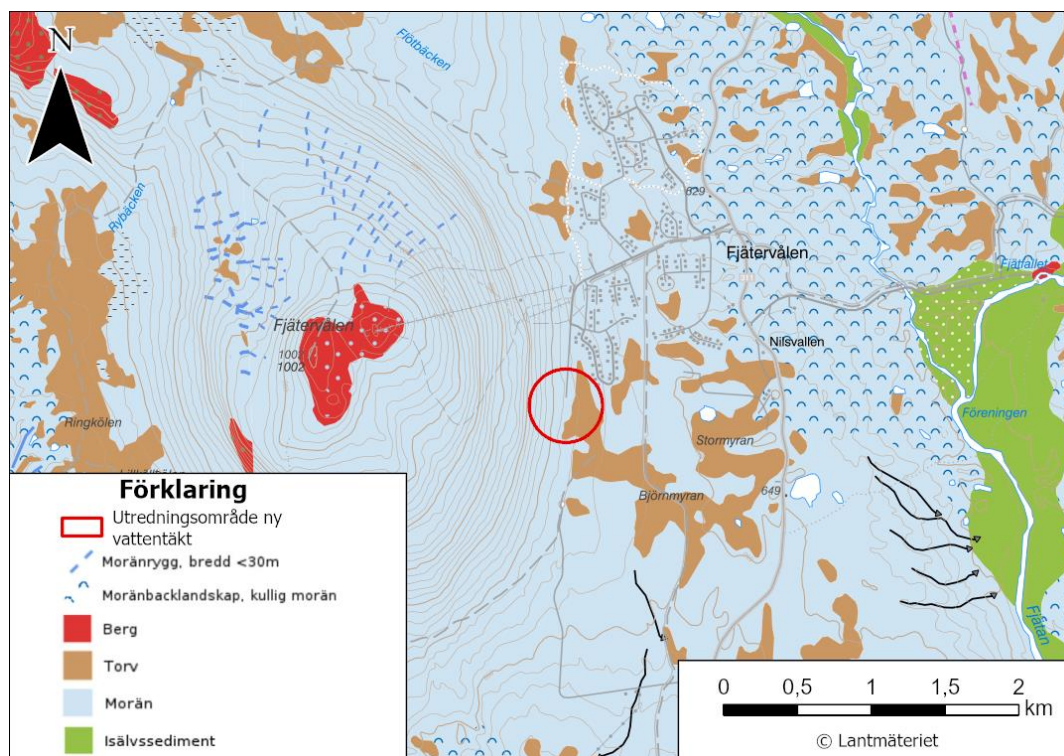 N
Flötbäcken
Rybäcken
629
Fjätervålen
Fjätfallet
Fjätervålen
1002
1002
Nilsvallen
Föreningen
Ringkölen
Stormyran
Björnmyran
649
Fjätan
Förklaring
Utredningsområde ny
vattentäkt
Moränrygg, bredd <30m
Moränbacklandskap, kullig morän
Berg
Torv
Morän
Isälvssediment
0 0,5 1 1,5 2
km
© Lantmäteriet